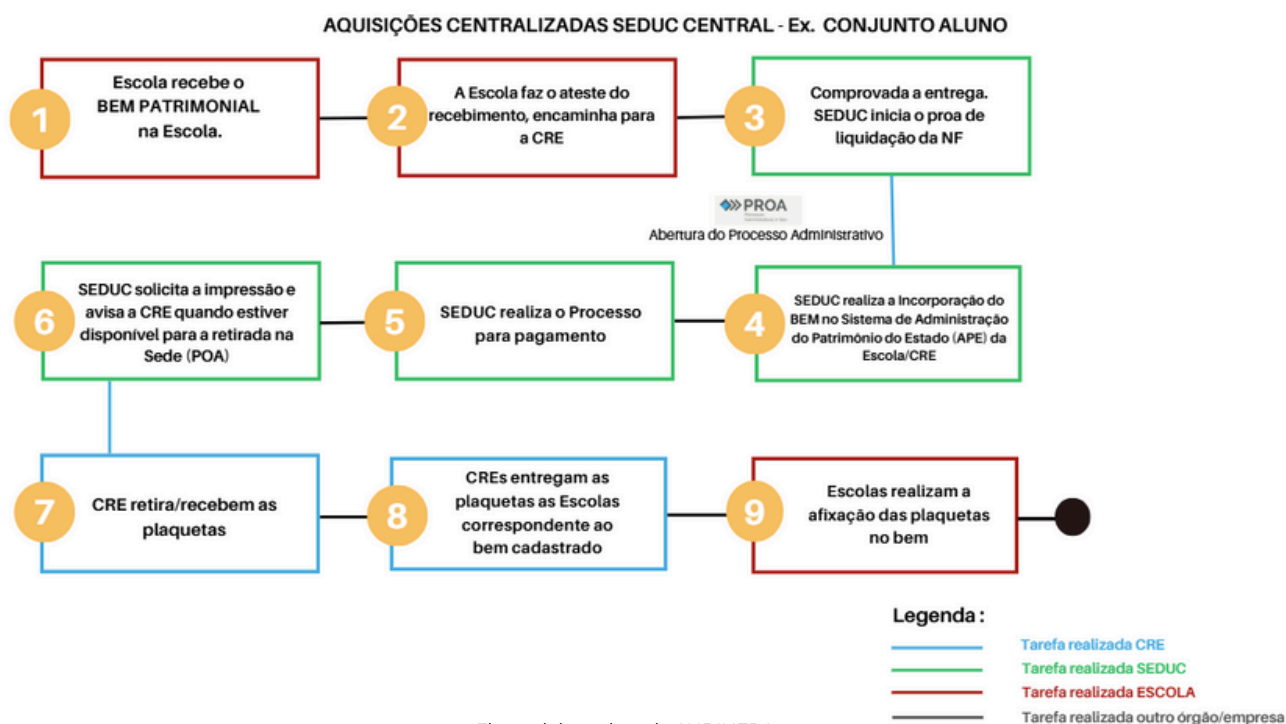 AQUISIÇÕES CENTRALIZADAS SEDUC CENTRAL - Ex. CONJUNTO ALUNO
1
Escola recebe o
BEM PATRIMONIAL
na Escola.
2
A Escola faz o ateste do
recebimento, encaminha para
a CRE
3
Comprovada a entrega.
SEDUC inicia o proa de
liquidação da NF
PROA
Abertura do Processo Administrativo
6
SEDUC solicita a impressão e
avisa a CRE quando estiver
disponível para a retirada na
Sede (POA)
5
SEDUC realiza o Processo
para pagamento
4
SEDUC realiza a Incorporação do
BEM no Sistema de Administração
do Patrimônio do Estado (APE) da
Escola/CRE
7
CRE retira/recebem as
plaquetas
8
CREs entregam as
plaquetas as Escolas
correspondente ao
bem cadastrado
9
Escolas realizam a
afixação das plaquetas
no bem
Legenda :
Tarefa realizada CRE
Tarefa realizada SEDUC
Tarefa realizada ESCOLA
Tarefa realizada outro órgão/empresa